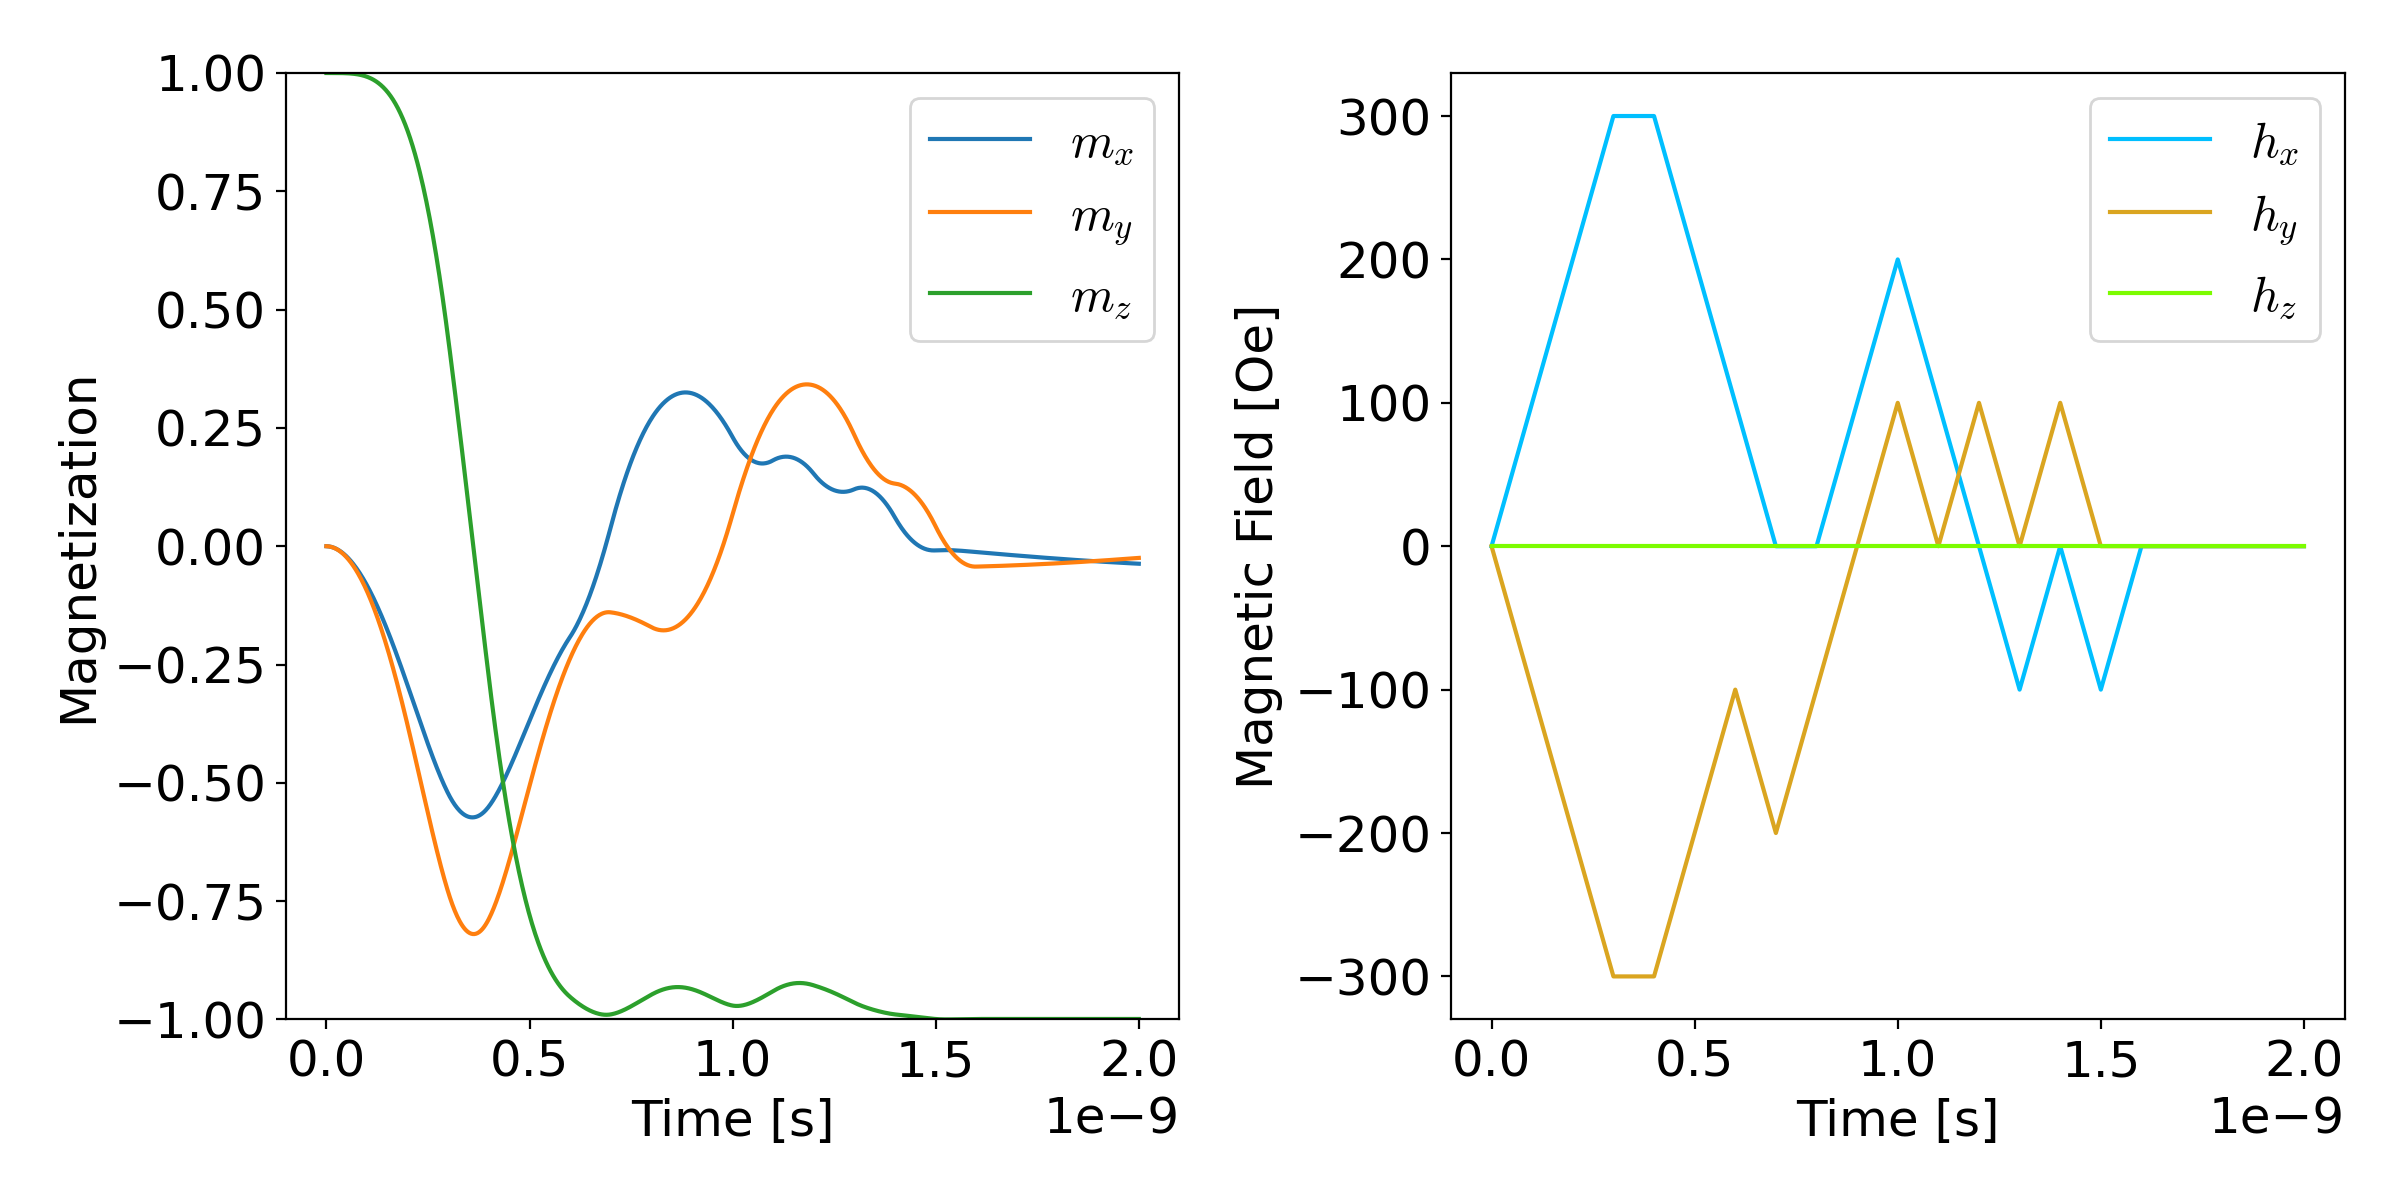 1.00
0.75
0.50
0.25
0.00
−0.25
−0.50
−0.75
−1.00
Magnetization
0.0 0.5 1.0 1.5 2.0
Time [s]
1e−9
m_x
m_y
m_z
300
200
100
0
−100
−200
−300
Magnetic Field [Oe]
0.0 0.5 1.0 1.5 2.0
Time [s]
1e−9
h_x
h_y
h_z